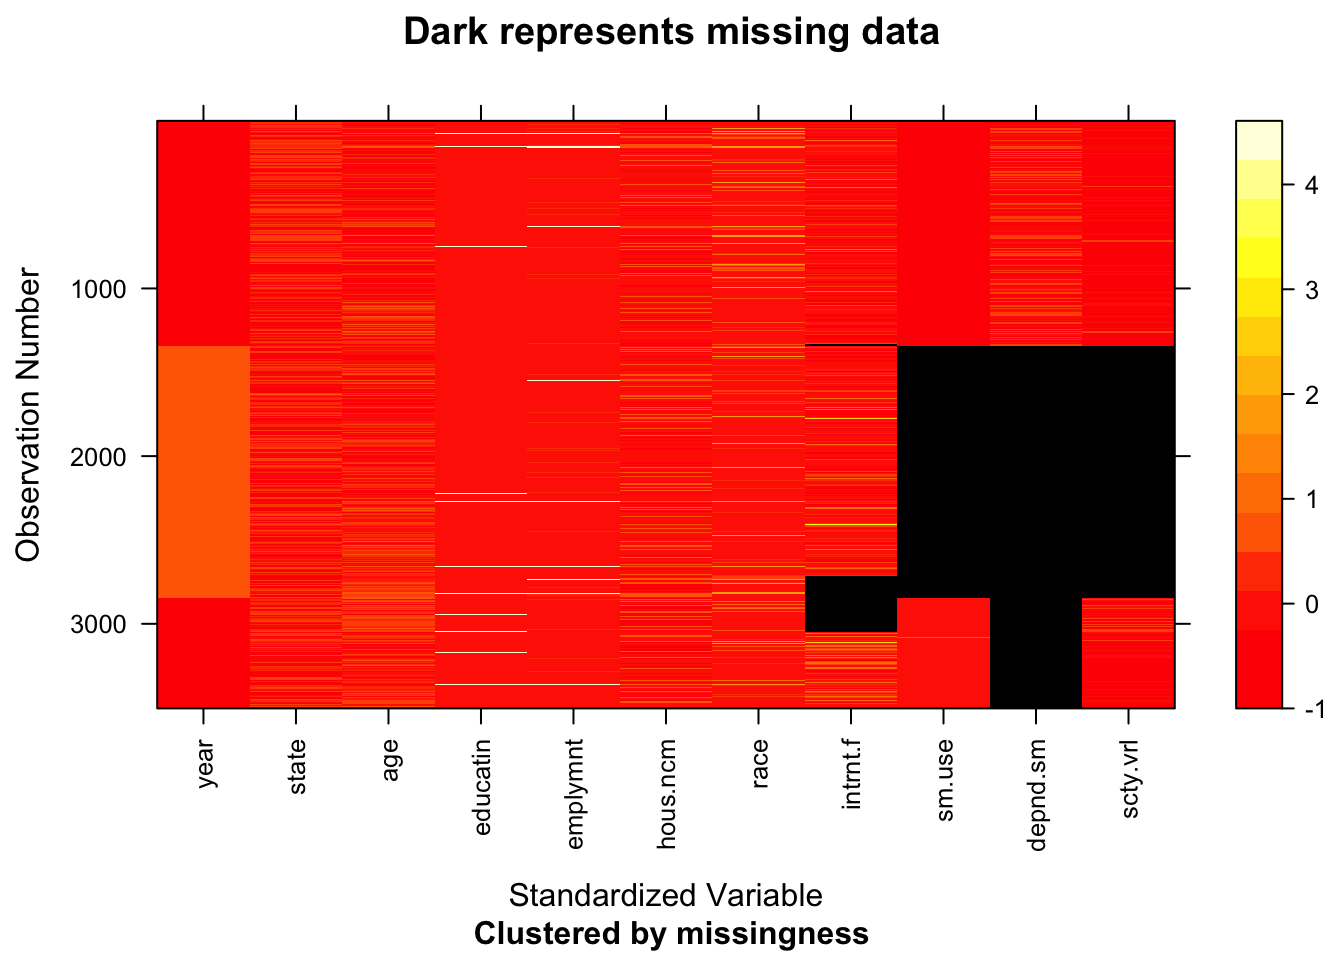 Dark represents missing data
Observation Number
1000
2000
3000
4
3
2
1
0
-1
year
state
age
educatin
emplymnt
hous.ncm
race
intrnt.f
sm.use
depnd.sm
scty.vrl
Standardized Variable
Clustered by missingness